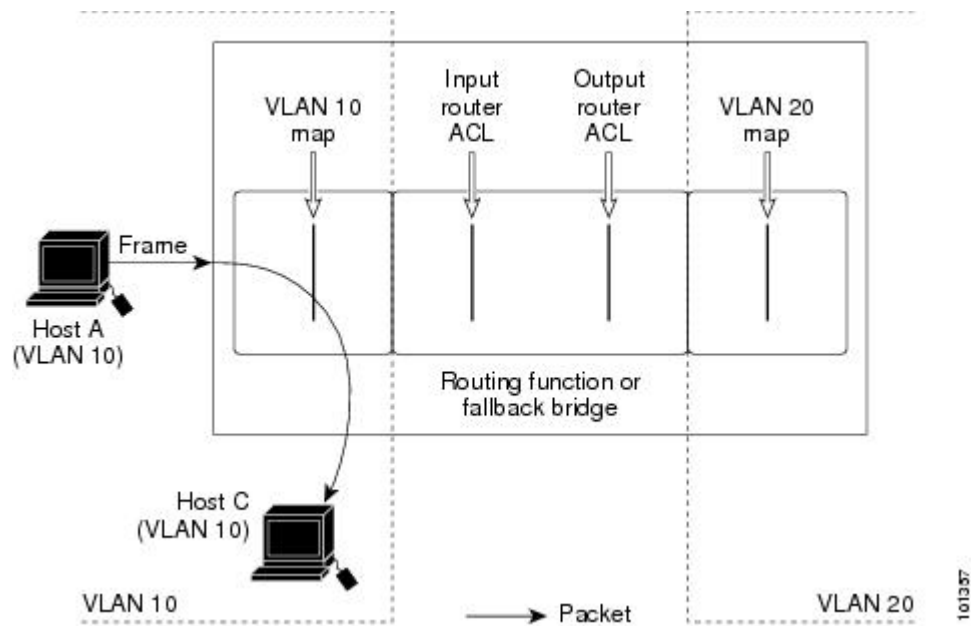 VLAN 10
map
Input
router
ACL
Output
router
ACL
VLAN 20
map
Frame
Host A
(VLAN 10)
Routing function or
fallback bridge
Host C
(VLAN 10)
VLAN 10
Packet
VLAN 20
101357